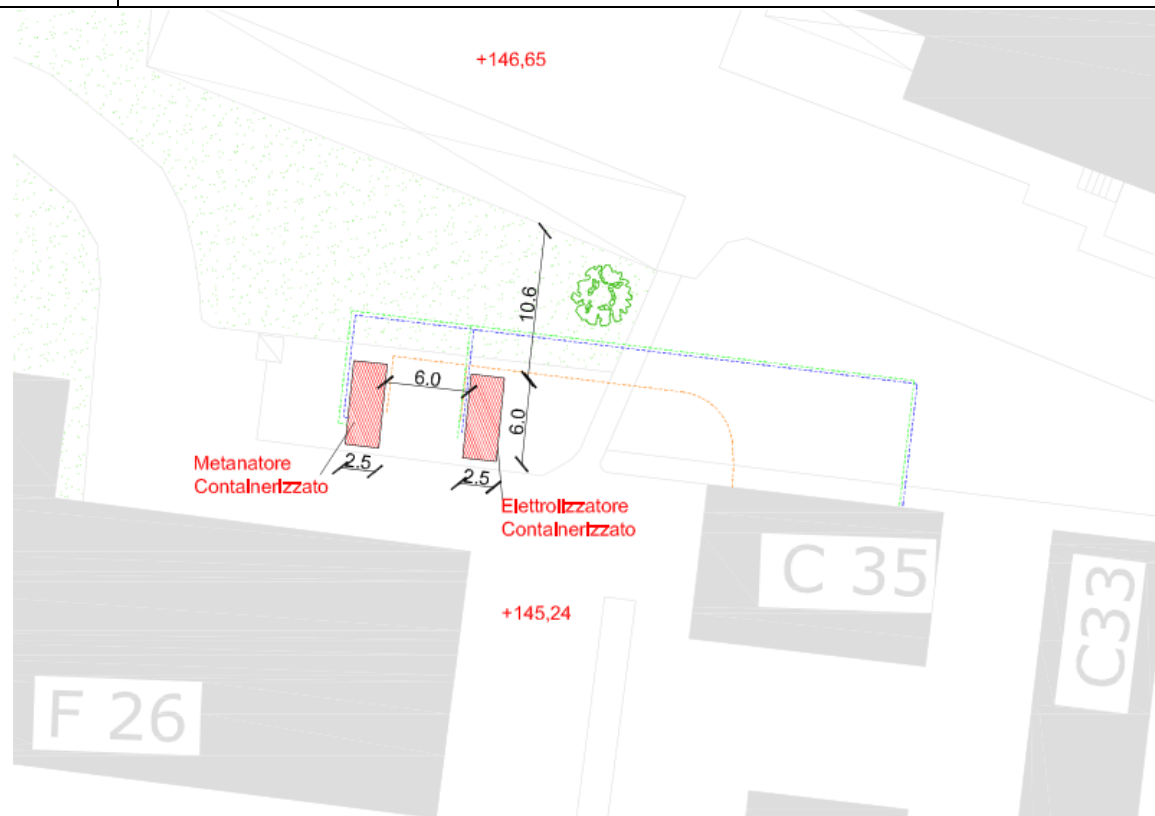 +146,65
10.6
6.0
6.0
Metanatore
Containerizzato
2.5
2.5
Elettrolizzatore
Containerizzato
C 35
C33
+145,24
F 26